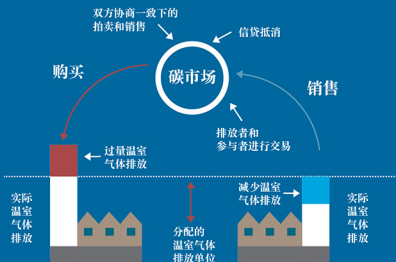 双方协商一致下的
拍卖和销售
信贷抵消
购买
碳市场
销售
排放者和
参与者进行交易
过量温室
气体排放
减少温室
气体排放
实际
温室
气体
排放
分配的
温室气体
排放单位
实际
温室
气体
排放